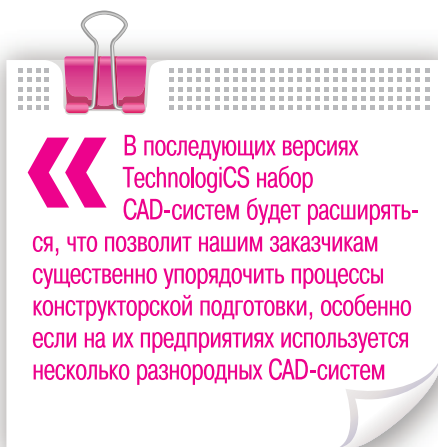 « В последующих версиях
TechnologiCS набор
CAD-систем будет расширять-
ся, что позволит нашим заказчикам
существенно упорядочить процессы
конструкторской подготовки, особенно
если на их предприятиях используется
несколько разнородных CAD-систем